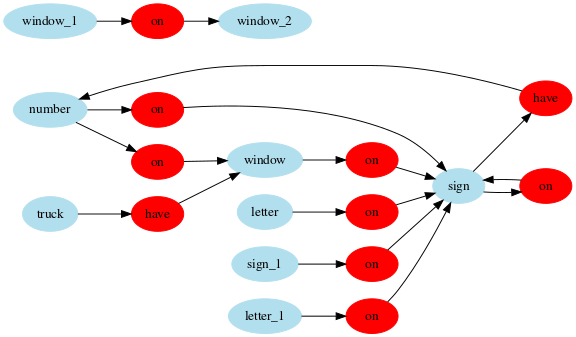 window_1 on window_2
have
number on
on window on sign on
truck have letter on
sign_1 on
letter_1 on